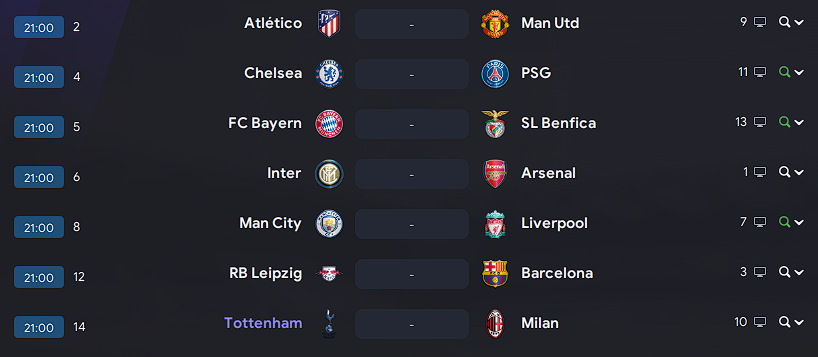 21:00 2 Atlético - Man Utd 9
21:00 4 Chelsea - PSG 11
21:00 5 FC Bayern - SL Benfica 13
21:00 6 Inter - Arsenal 1
21:00 8 Man City - Liverpool 7
21:00 12 RB Leipzig - Barcelona 3
21:00 14 Tottenham - Milan 10